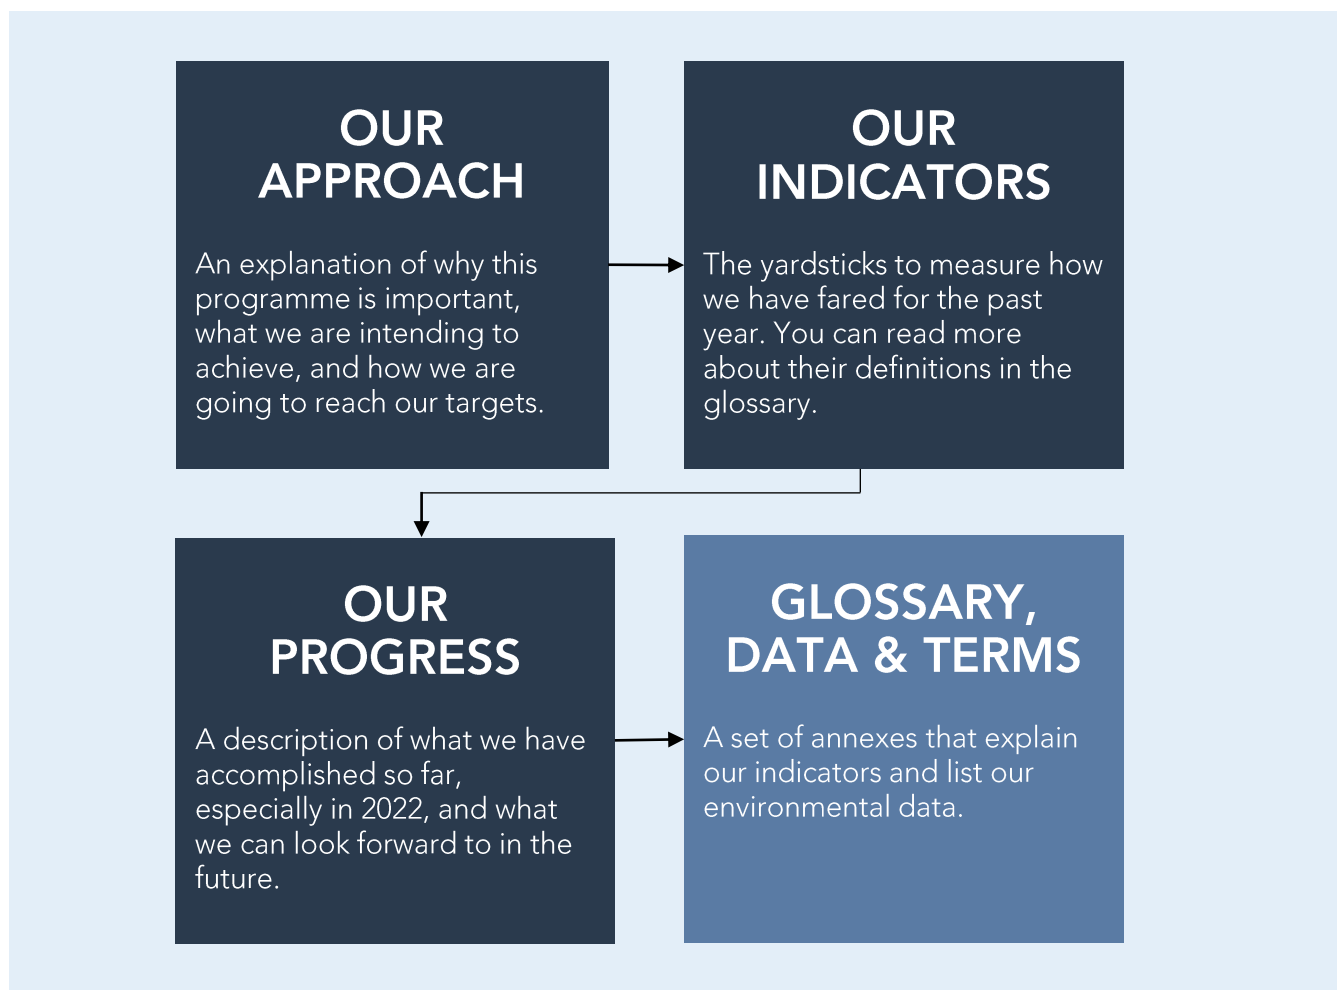 OUR
APPROACH
An explanation of why this
programme is important,
what we are intending to
achieve, and how we are
going to reach our targets.
OUR
INDICATORS
The yardsticks to measure how
we have fared for the past
year. You can read more
about their definitions in the
glossary.
OUR
PROGRESS
A description of what we have
accomplished so far,
especially in 2022, and what
we can look forward to in the
future.
GLOSSARY,
DATA & TERMS
A set of annexes that explain
our indicators and list our
environmental data.